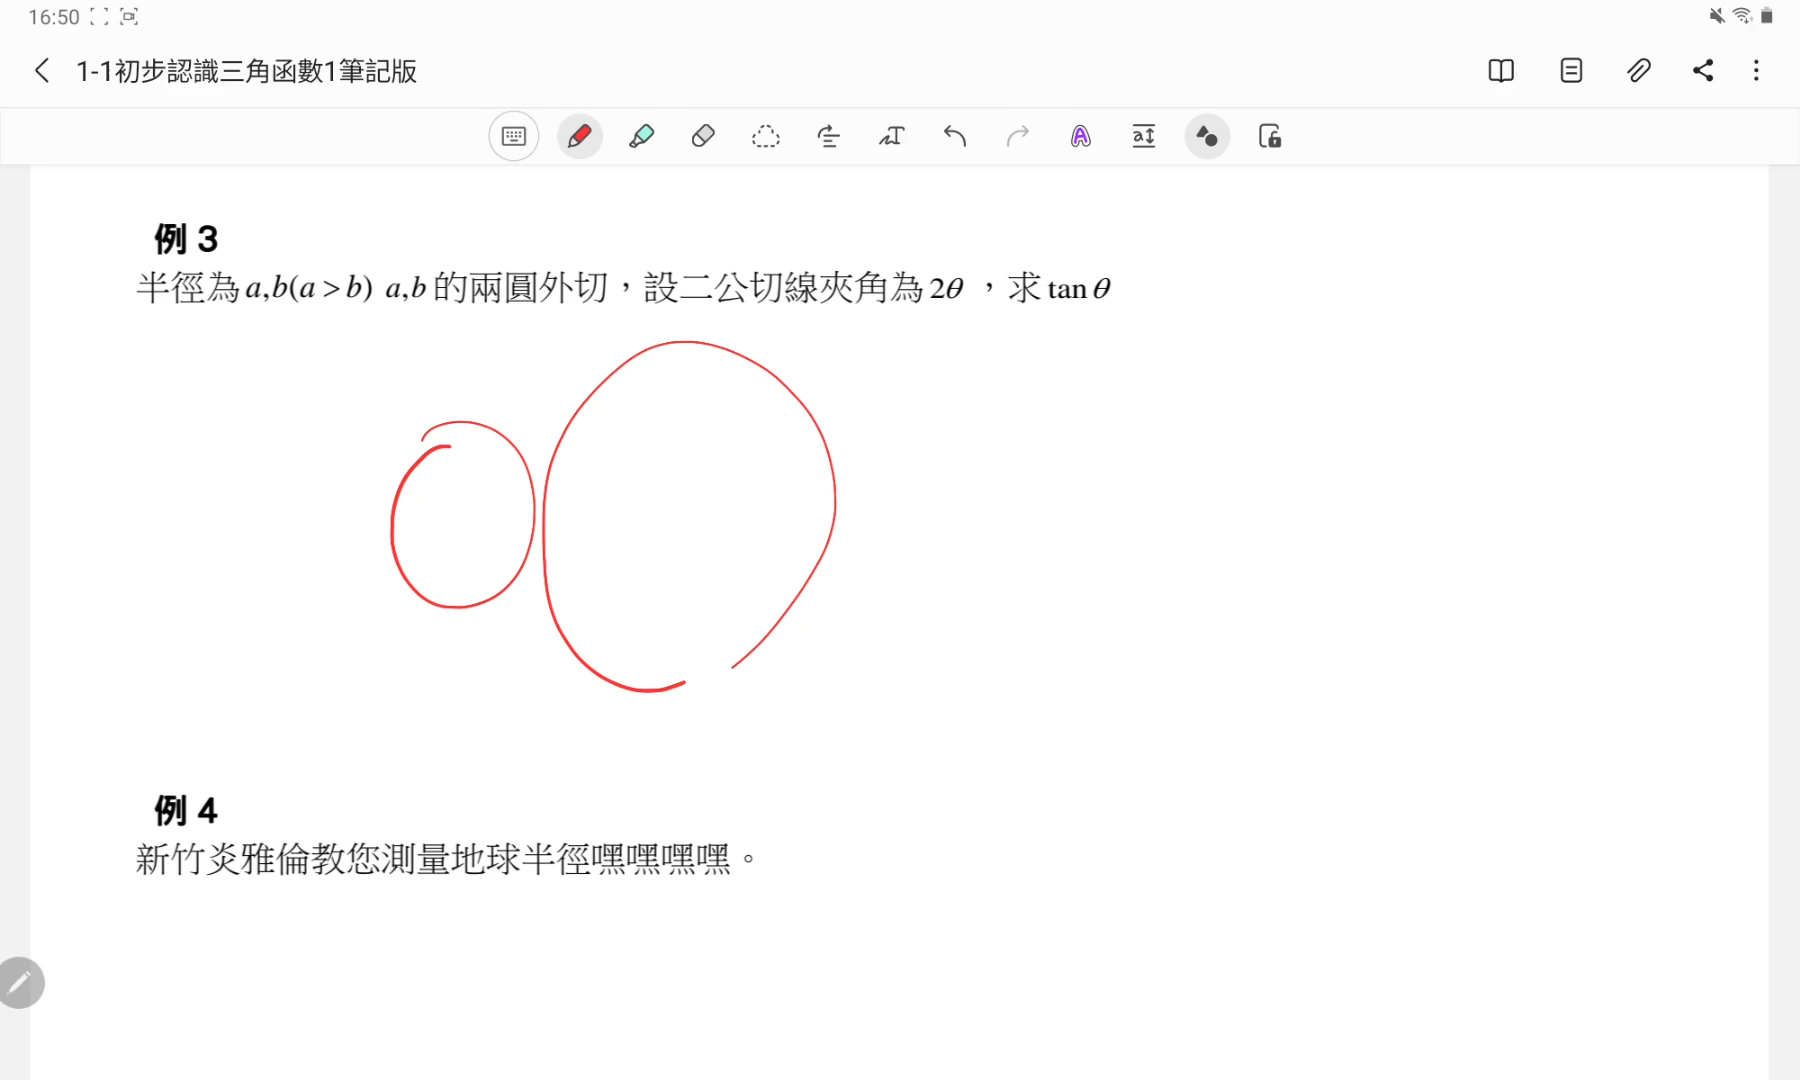 16:50
1-1初步認識三角函數1筆記版
例 3
半徑為 a,b(a > b) a,b 的兩圓外切，設二公切線夾角為 2θ ，求 tan θ
例 4
新竹炎雅倫教您測量地球半徑嘿嘿嘿嘿。